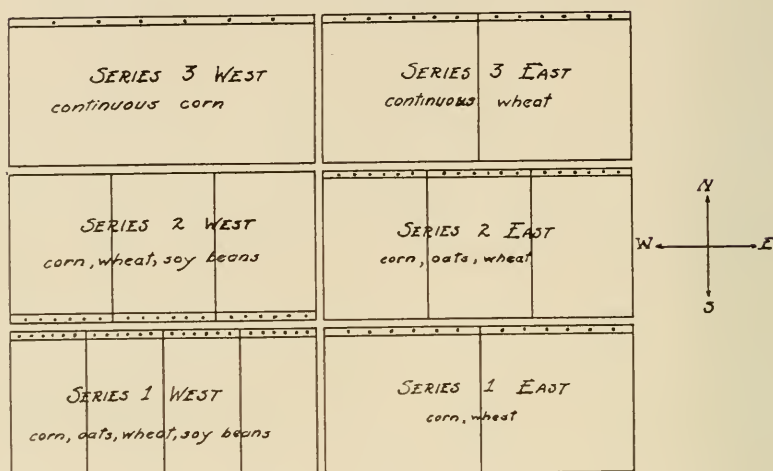 SERIES 3 WEST
continuous corn
SERIES 3 EAST
continuous wheat
SERIES 2 WEST
corn, wheat, soy beans
SERIES 2 EAST
corn, oats, wheat
N
W
E
S
SERIES 1 WEST
corn, oats, wheat, soy beans
SERIES 1 EAST
corn, wheat